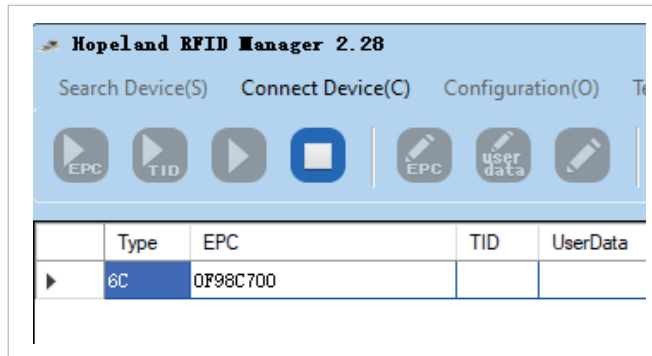 Hopeland RFID Manager 2.28
Search Device(S) Connect Device(C) Configuration(O) Te
EPC TID EPC user data
Type EPC TID UserData
6C 0F98C700